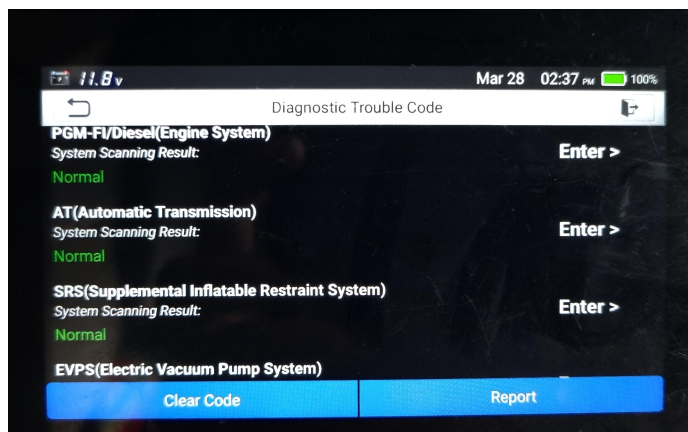 11.8v
Mar 28 02:37 PM 100%
Diagnostic Trouble Code
PGM-FI/Diesel(Engine System)
System Scanning Result:
Enter >
Normal
AT(Automatic Transmission)
System Scanning Result:
Enter >
Normal
SRS(Supplemental Inflatable Restraint System)
System Scanning Result:
Enter >
Normal
EVPS(Electric Vacuum Pump System)
Clear Code
Report